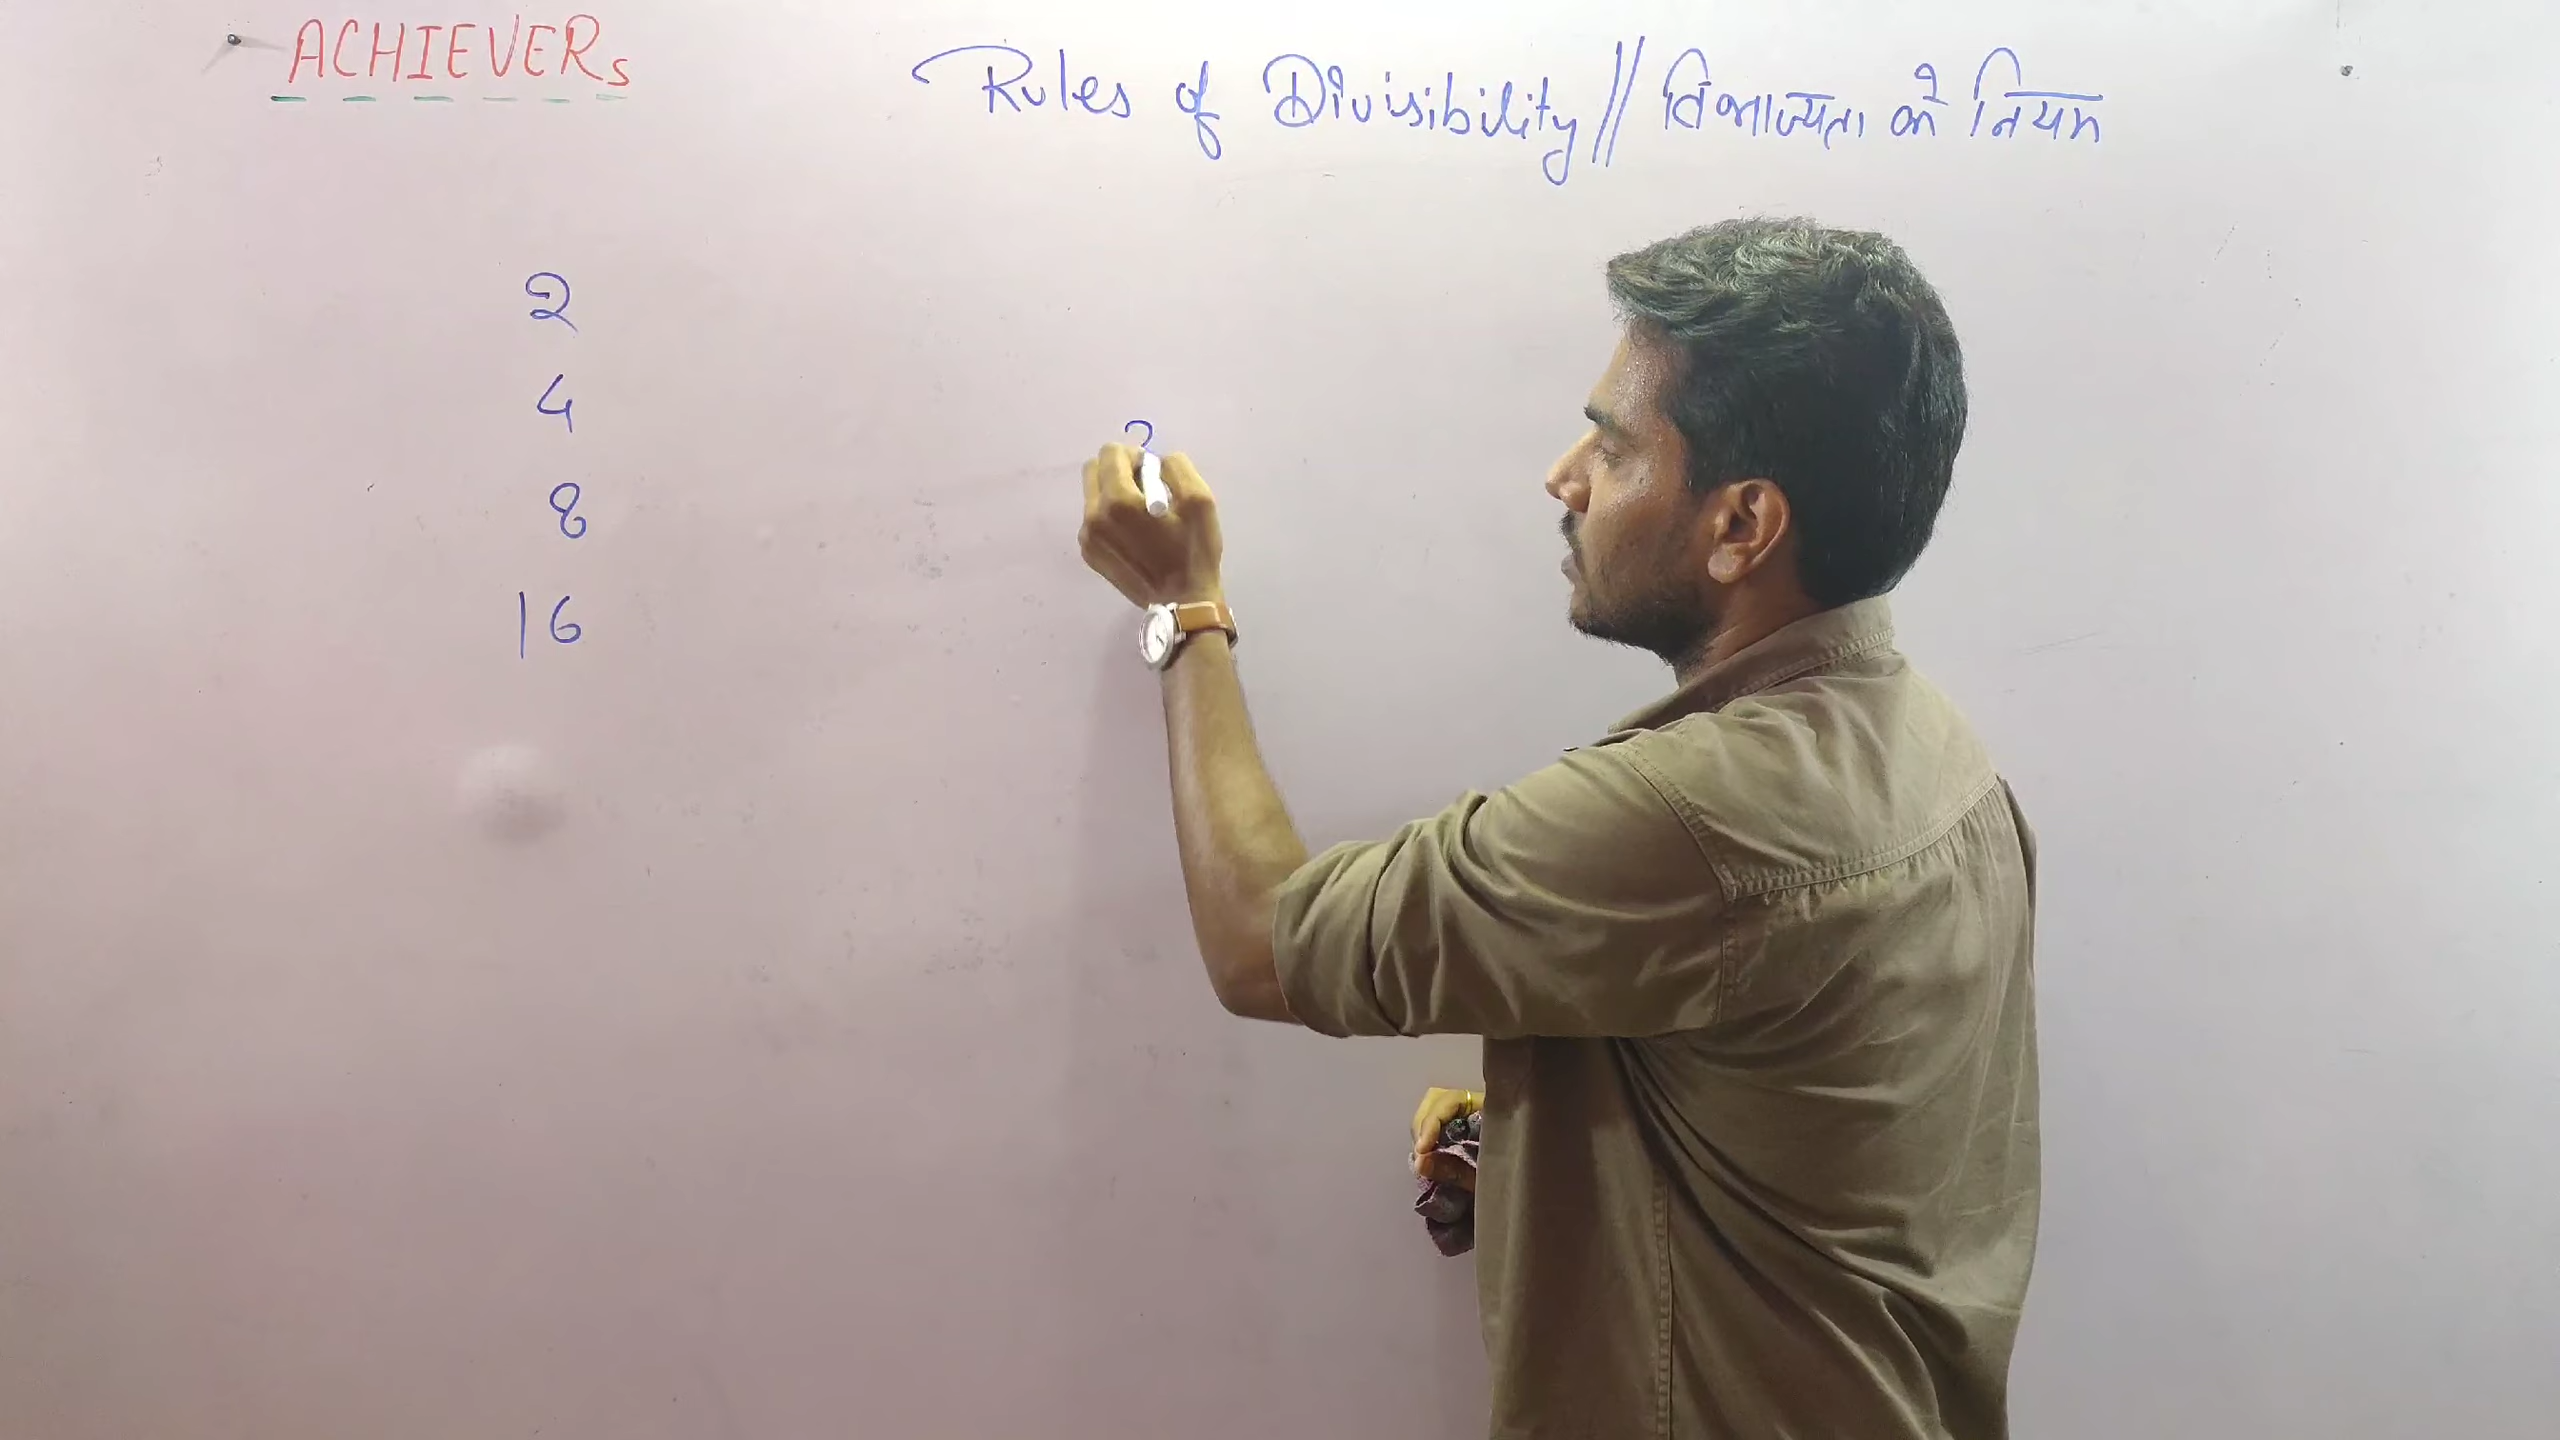 ACHIEVERs
Rules of Divisibility // विभाज्यता के नियम
2
4
8
16